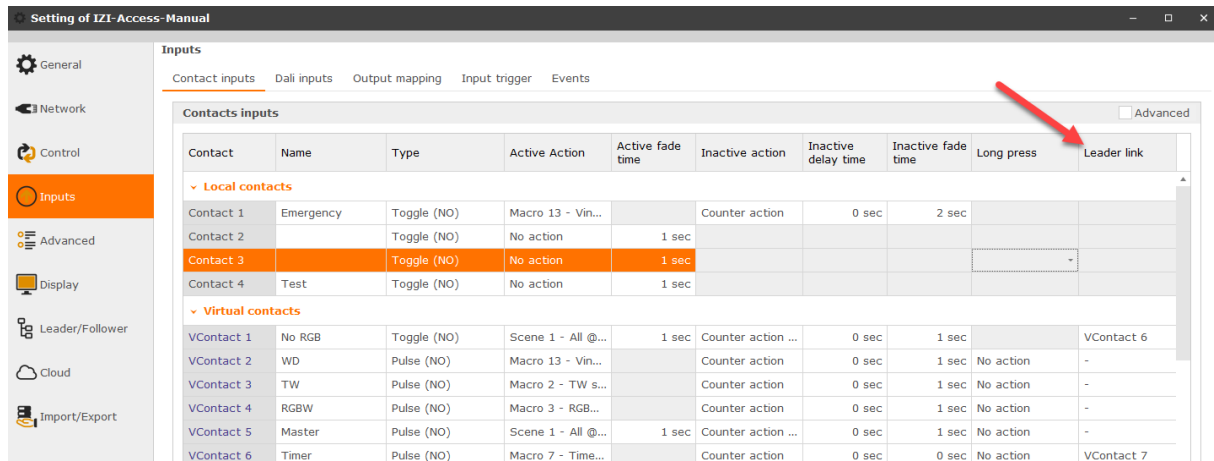 Setting of IZI-Access-Manual
General
Network
Control
Inputs
Advanced
Display
Leader/Follower
Cloud
Import/Export
Inputs
Contact inputs Dali inputs Output mapping Input trigger Events
Contacts inputs Advanced
Contact Name Type Active Action Active fade time Inactive action Inactive delay time Inactive fade time Long press Leader link
Local contacts
Contact 1 Emergency Toggle (NO) Macro 13 - Vin... Counter action 0 sec 2 sec
Contact 2 Toggle (NO) No action 1 sec
Contact 3 Toggle (NO) No action 1 sec
Contact 4 Test Toggle (NO) No action 1 sec
Virtual contacts
VContact 1 No RGB Toggle (NO) Scene 1 - All @... 1 sec Counter action ... 0 sec 1 sec VContact 6
VContact 2 WD Pulse (NO) Macro 13 - Vin... Counter action 0 sec 1 sec No action -
VContact 3 TW Pulse (NO) Macro 2 - TW s... Counter action 0 sec 1 sec No action -
VContact 4 RGBW Pulse (NO) Macro 3 - RGB... Counter action 0 sec 1 sec No action -
VContact 5 Master Pulse (NO) Scene 1 - All @... 1 sec Counter action ... 0 sec 1 sec No action -
VContact 6 Timer Pulse (NO) Macro 7 - Time... Counter action 0 sec 0 sec No action VContact 7